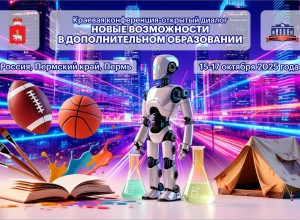 Краевая конференция-открытый диалог
НОВЫЕ ВОЗМОЖНОСТИ
В ДОПОЛНИТЕЛЬНОМ ОБРАЗОВАНИИ
Россия, Пермский край, Пермь
15-17 октября 2025 года